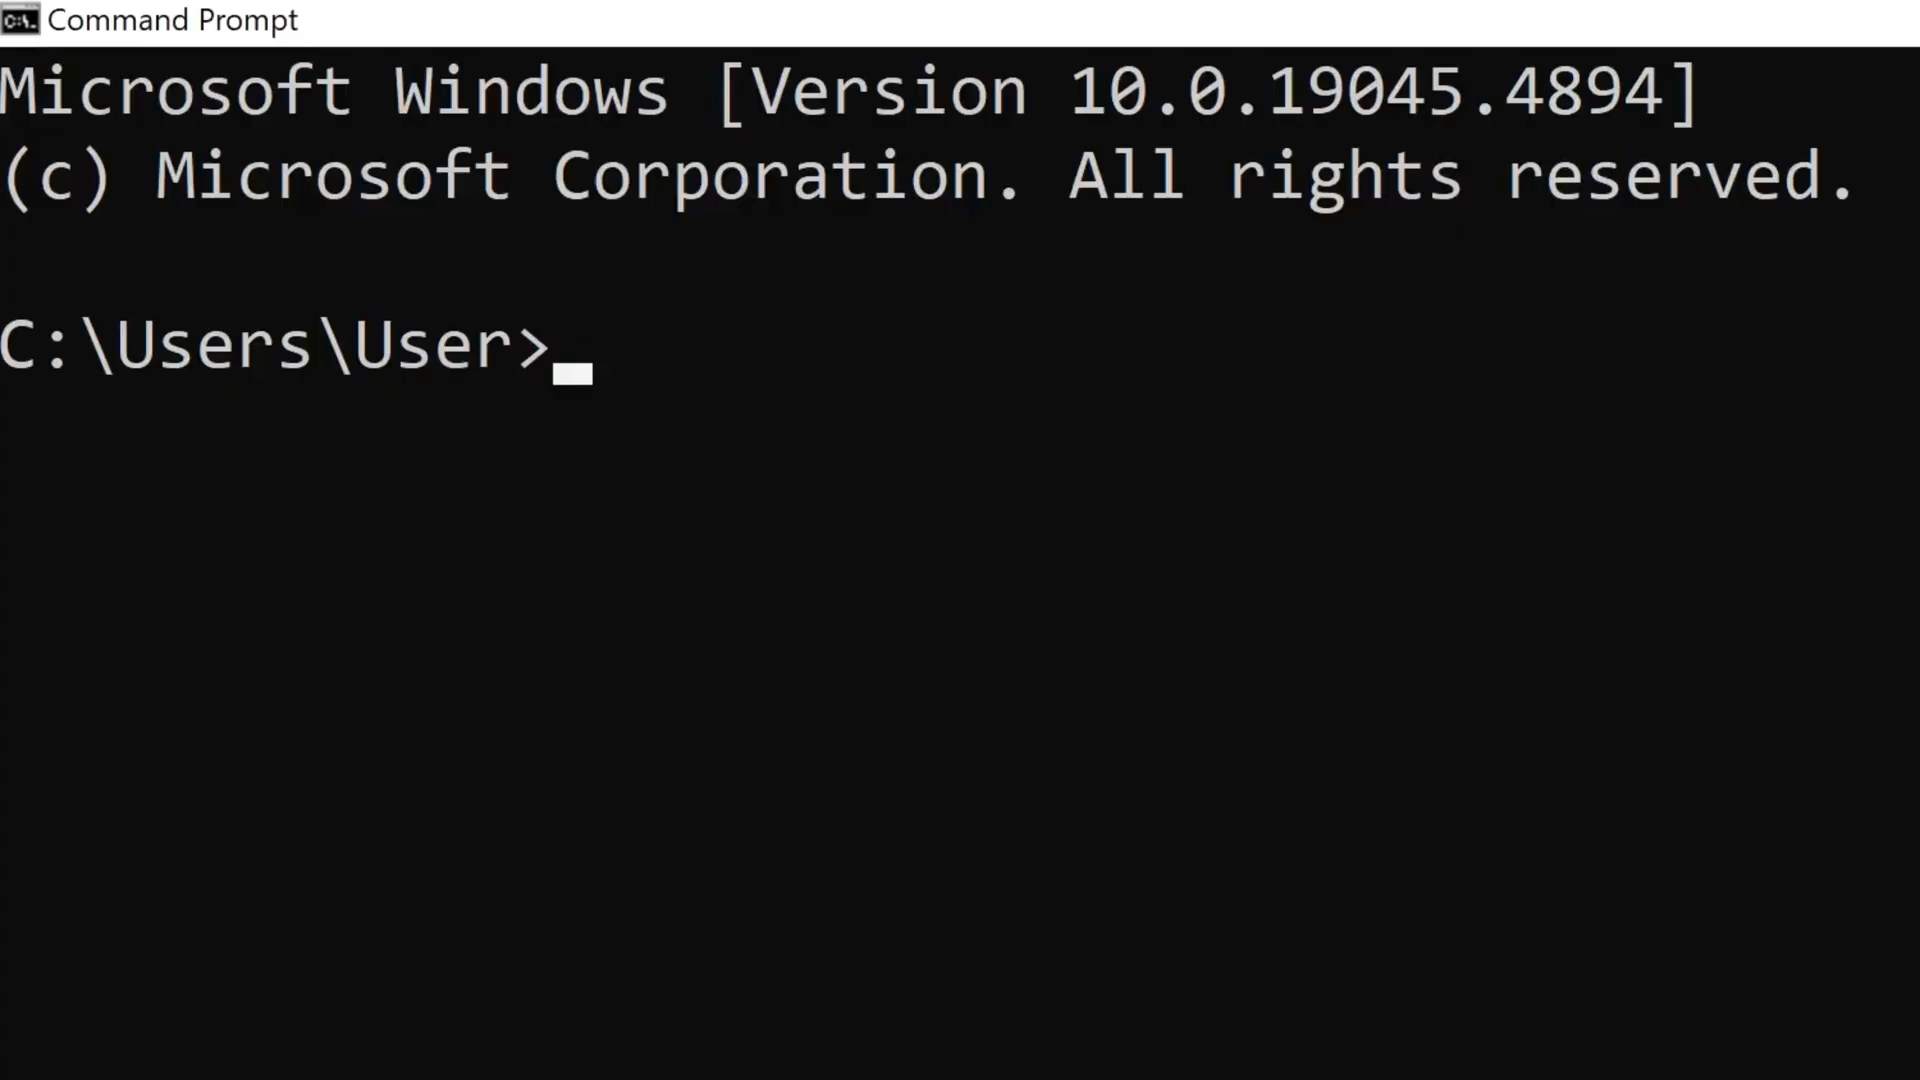 Command Prompt
Microsoft Windows [Version 10.0.19045.4894]
(c) Microsoft Corporation. All rights reserved.
C:\Users\User>